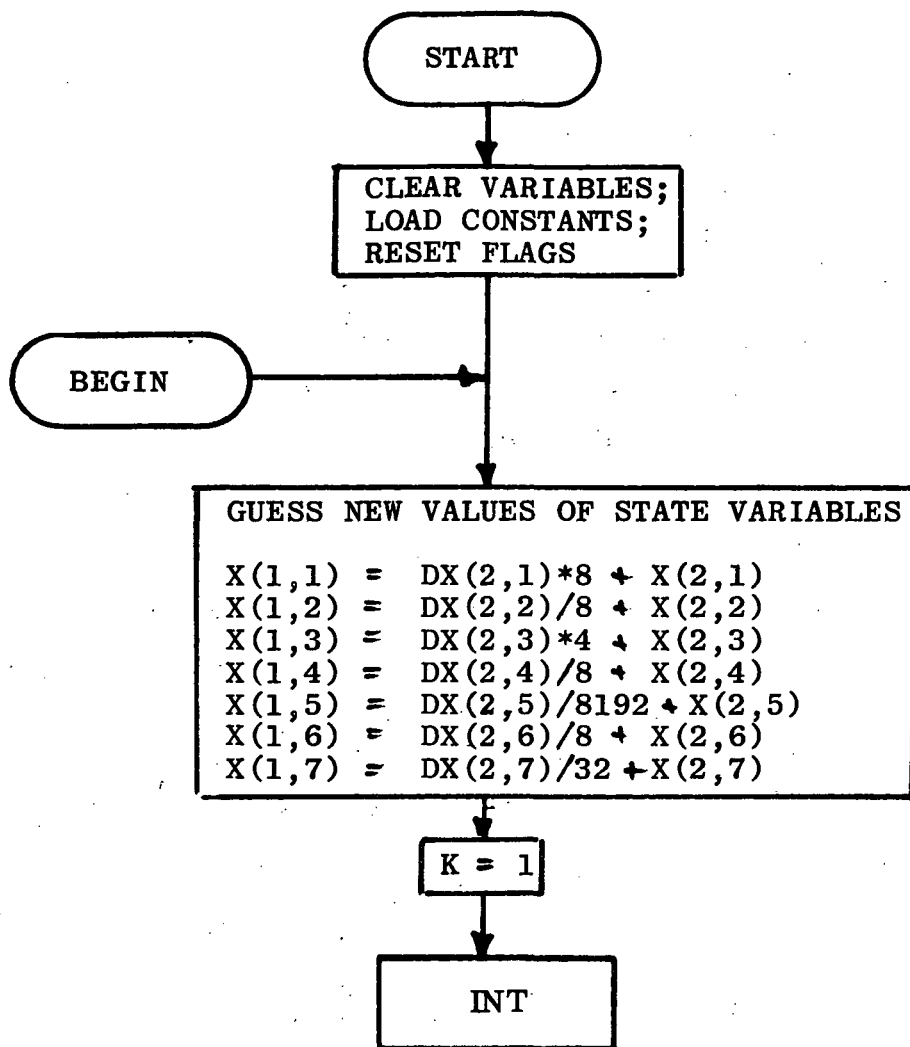 START
CLEAR VARIABLES;
LOAD CONSTANTS;
RESET FLAGS
BEGIN
GUESS NEW VALUES OF STATE VARIABLES
X(1,1) = DX(2,1)*8 + X(2,1)
X(1,2) = DX(2,2)/8 + X(2,2)
X(1,3) = DX(2,3)*4 + X(2,3)
X(1,4) = DX(2,4)/8 + X(2,4)
X(1,5) = DX(2,5)/8192 + X(2,5)
X(1,6) = DX(2,6)/8 + X(2,6)
X(1,7) = DX(2,7)/32 +X(2,7)
K = 1
INT